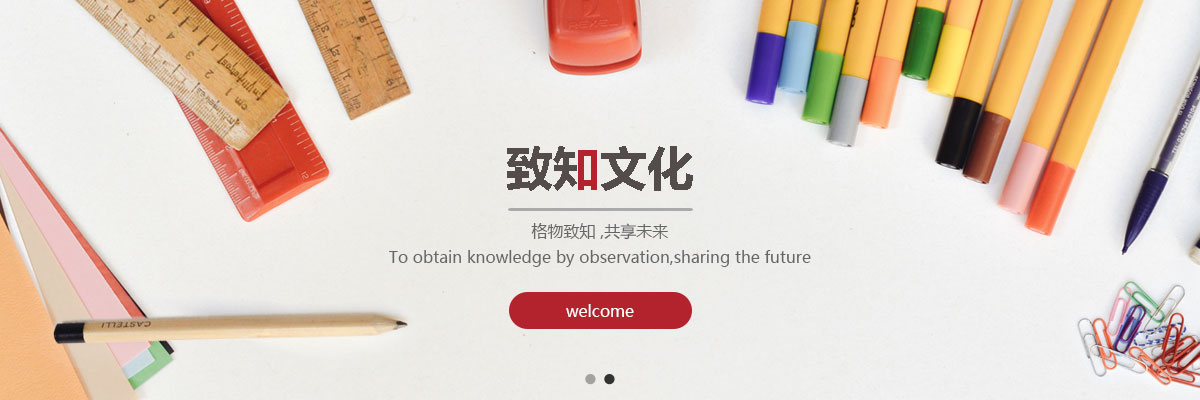 致知文化
格物致知 ,共享未来
To obtain knowledge by observation,sharing the future
welcome
CASTELLI